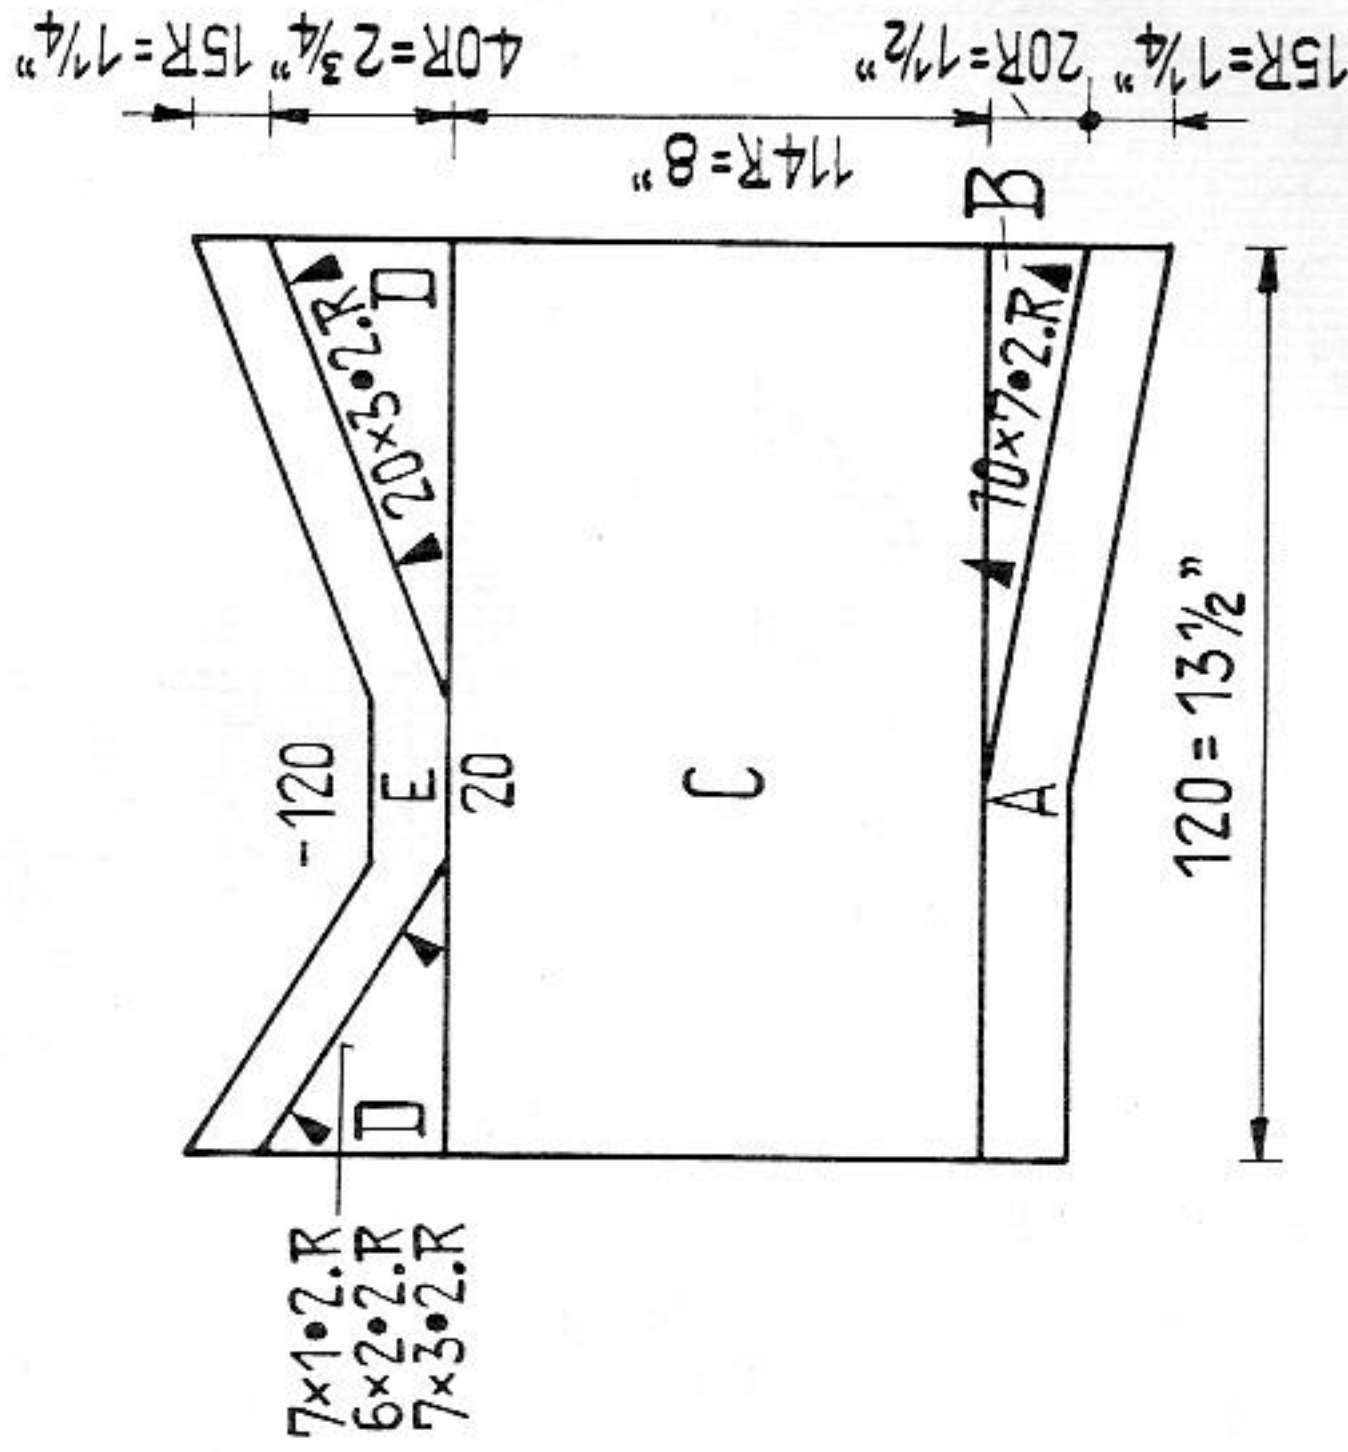 15R=1¼"
40R=2¾"
114R=8"
20R=1½"
15R=1¼"
B
D
20×3•2.R
10×7•2.R
-120
E
20
C
A
120=13½"
D
7×1•2.R
6×2•2.R
7×3•2.R